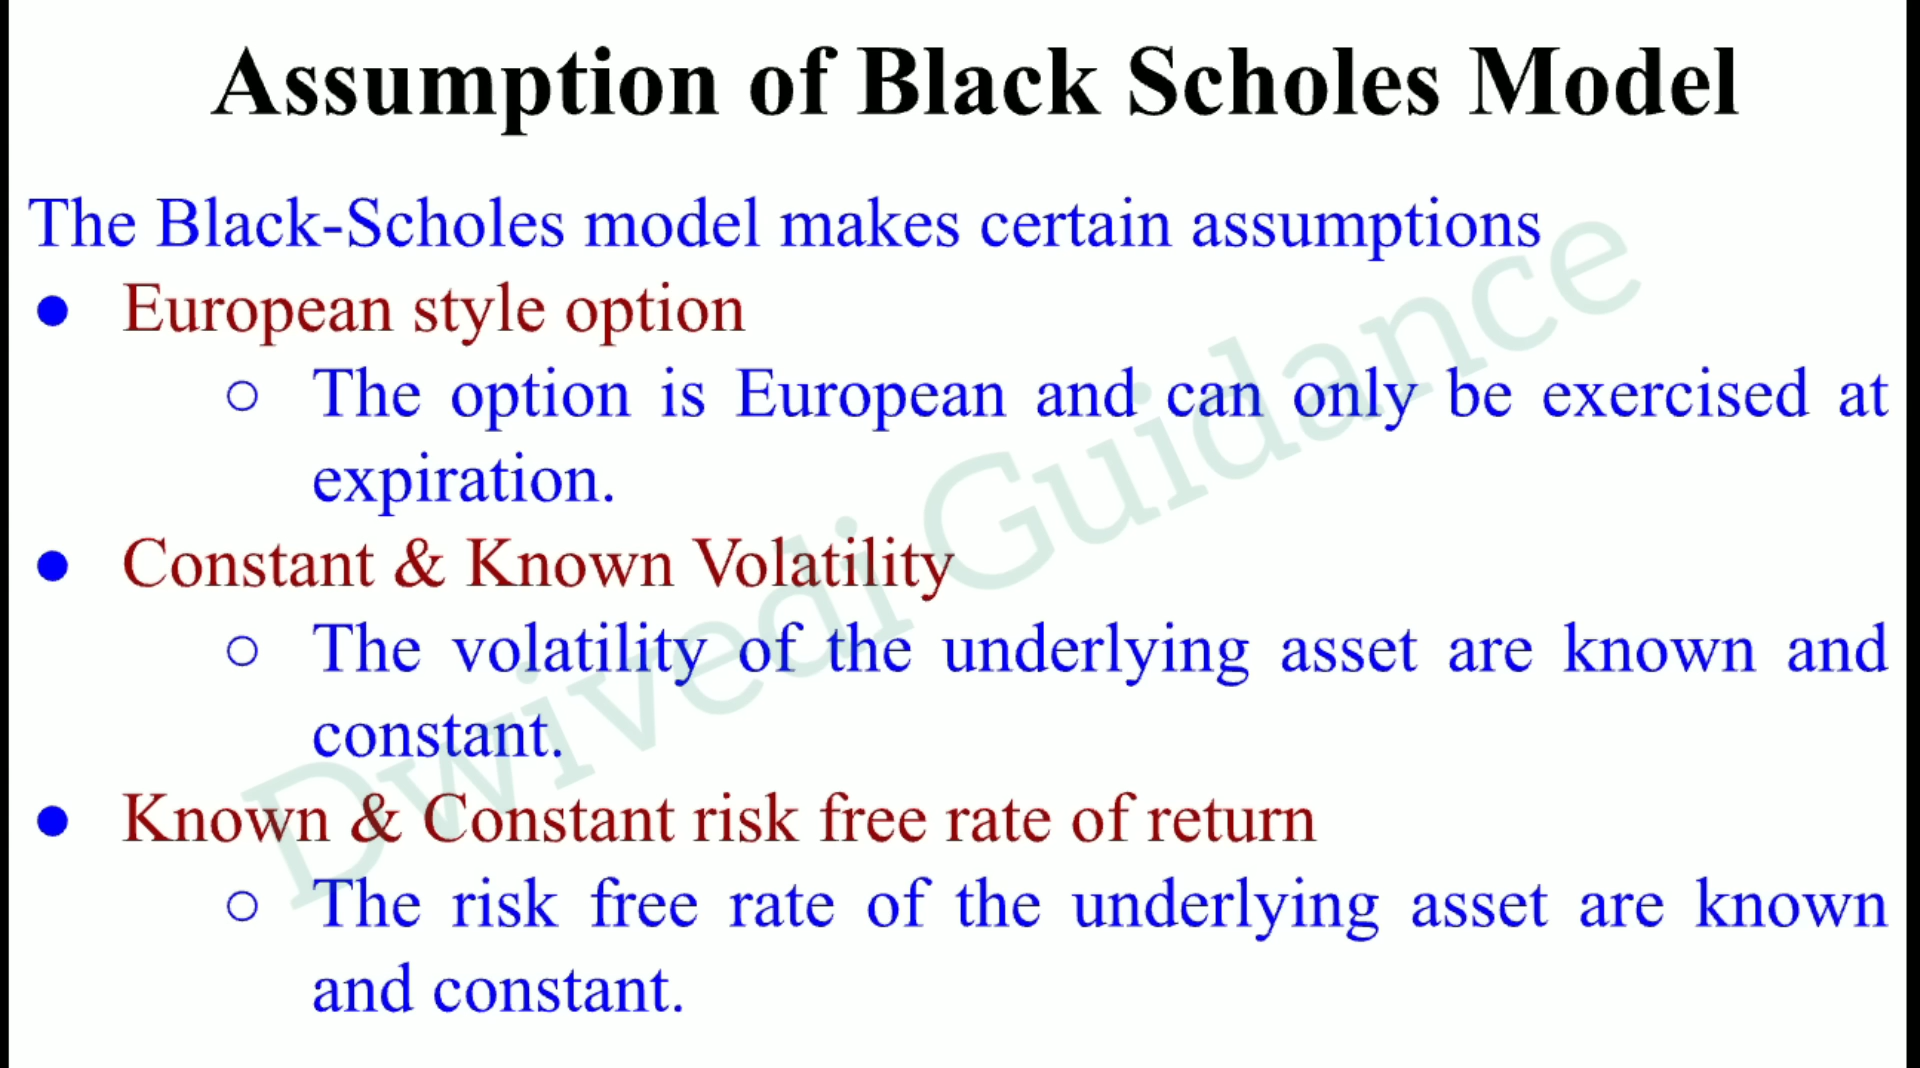 Assumption of Black Scholes Model
The Black-Scholes model makes certain assumptions
● European style option
○ The option is European and can only be exercised at
expiration.
● Constant & Known Volatility
○ The volatility of the underlying asset are known and
constant.
● Known & Constant risk free rate of return
○ The risk free rate of the underlying asset are known
and constant.
Dwivedi Guidance